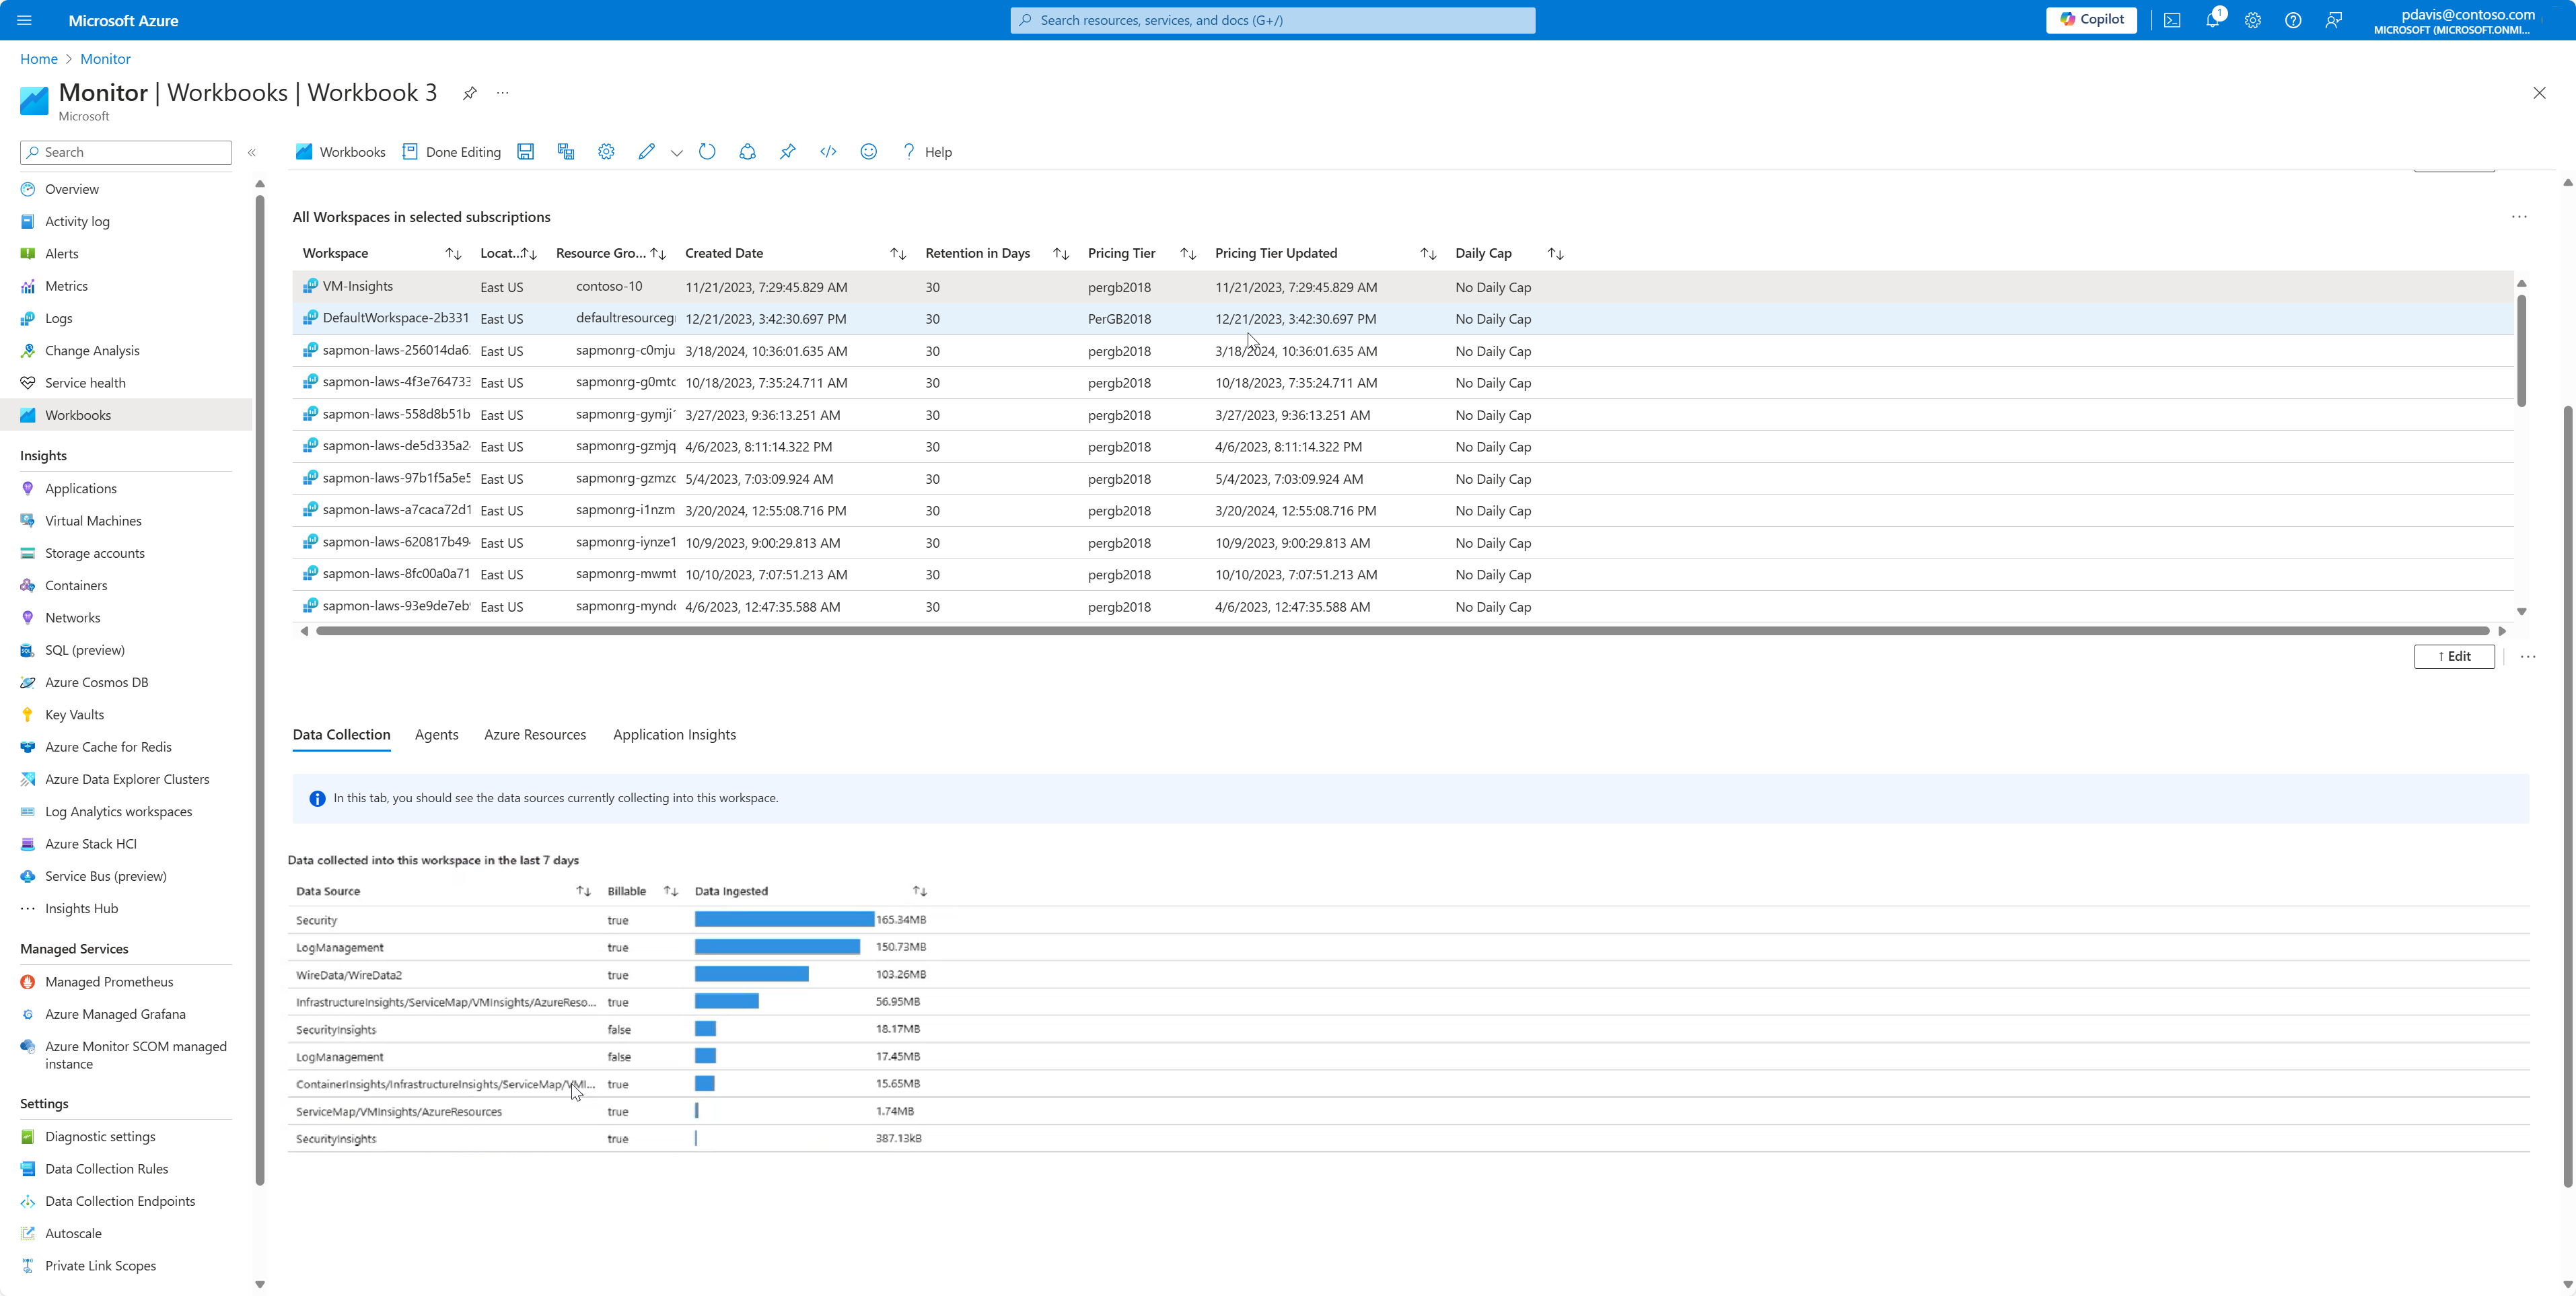 Microsoft Azure
Search resources, services, and docs (G+/)
Copilot
1
pdavis@contoso.com
MICROSOFT (MICROSOFT.ONMI...
Home > Monitor
Monitor | Workbooks | Workbook 3
Microsoft
Search
Workbooks Done Editing Help
Overview
Activity log
Alerts
Metrics
Logs
Change Analysis
Service health
Workbooks
Insights
Applications
Virtual Machines
Storage accounts
Containers
Networks
SQL (preview)
Azure Cosmos DB
Key Vaults
Azure Cache for Redis
Azure Data Explorer Clusters
Log Analytics workspaces
Azure Stack HCI
Service Bus (preview)
Insights Hub
Managed Services
Managed Prometheus
Azure Managed Grafana
Azure Monitor SCOM managed
instance
Settings
Diagnostic settings
Data Collection Rules
Data Collection Endpoints
Autoscale
Private Link Scopes
All Workspaces in selected subscriptions
Workspace Locat... Resource Gro... Created Date Retention in Days Pricing Tier Pricing Tier Updated Daily Cap
VM-Insights East US contoso-10 11/21/2023, 7:29:45.829 AM 30 pergb2018 11/21/2023, 7:29:45.829 AM No Daily Cap
DefaultWorkspace-2b331 East US defaultresourcegr 12/21/2023, 3:42:30.697 PM 30 PerGB2018 12/21/2023, 3:42:30.697 PM No Daily Cap
sapmon-laws-256014da6 East US sapmonrg-c0mju 3/18/2024, 10:36:01.635 AM 30 pergb2018 3/18/2024, 10:36:01.635 AM No Daily Cap
sapmon-laws-4f3e764733 East US sapmonrg-g0mtc 10/18/2023, 7:35:24.711 AM 30 pergb2018 10/18/2023, 7:35:24.711 AM No Daily Cap
sapmon-laws-558d8b51b East US sapmonrg-gymji 3/27/2023, 9:36:13.251 AM 30 pergb2018 3/27/2023, 9:36:13.251 AM No Daily Cap
sapmon-laws-de5d335a2 East US sapmonrg-gzmjq 4/6/2023, 8:11:14.322 PM 30 pergb2018 4/6/2023, 8:11:14.322 PM No Daily Cap
sapmon-laws-97b1f5a5e5 East US sapmonrg-gzmzc 5/4/2023, 7:03:09.924 AM 30 pergb2018 5/4/2023, 7:03:09.924 AM No Daily Cap
sapmon-laws-a7caca72d1 East US sapmonrg-i1nzm 3/20/2024, 12:55:08.716 PM 30 pergb2018 3/20/2024, 12:55:08.716 PM No Daily Cap
sapmon-laws-620817b49 East US sapmonrg-iynze1 10/9/2023, 9:00:29.813 AM 30 pergb2018 10/9/2023, 9:00:29.813 AM No Daily Cap
sapmon-laws-8fc00a0a71 East US sapmonrg-mwmt 10/10/2023, 7:07:51.213 AM 30 pergb2018 10/10/2023, 7:07:51.213 AM No Daily Cap
sapmon-laws-93e9de7eb East US sapmonrg-mynd 4/6/2023, 12:47:35.588 AM 30 pergb2018 4/6/2023, 12:47:35.588 AM No Daily Cap
↑ Edit
Data Collection Agents Azure Resources Application Insights
In this tab, you should see the data sources currently collecting into this workspace.
Data collected into this workspace in the last 7 days
Data Source Billable Data Ingested
Security true 165.34MB
LogManagement true 150.73MB
WireData/WireData2 true 103.26MB
InfrastructureInsights/ServiceMap/VMInsights/AzureReso... true 56.95MB
SecurityInsights false 18.17MB
LogManagement false 17.45MB
ContainerInsights/InfrastructureInsights/ServiceMap/VMI... true 15.65MB
ServiceMap/VMInsights/AzureResources true 1.74MB
SecurityInsights true 387.13kB